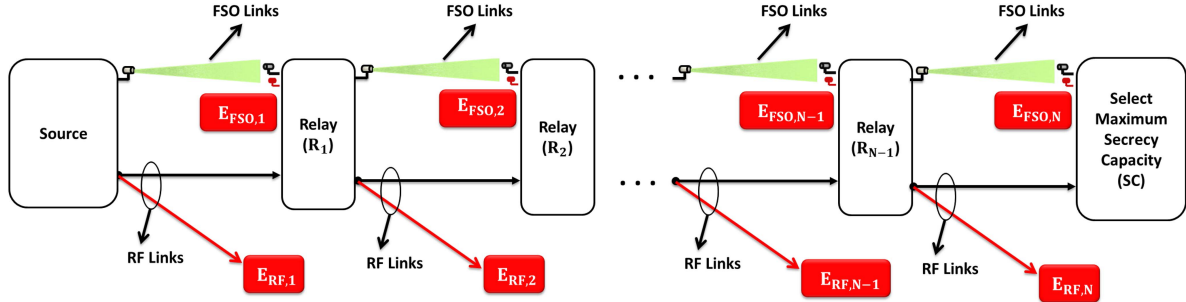 FSO Links
FSO Links
FSO Links
FSO Links
Source
E_FSO,1
Relay
(R_1)
E_FSO,2
Relay
(R_2)
. . .
E_FSO,N−1
Relay
(R_N−1)
E_FSO,N
Select
Maximum
Secrecy
Capacity
(SC)
. . .
RF Links
E_RF,1
RF Links
E_RF,2
RF Links
E_RF,N−1
RF Links
E_RF,N